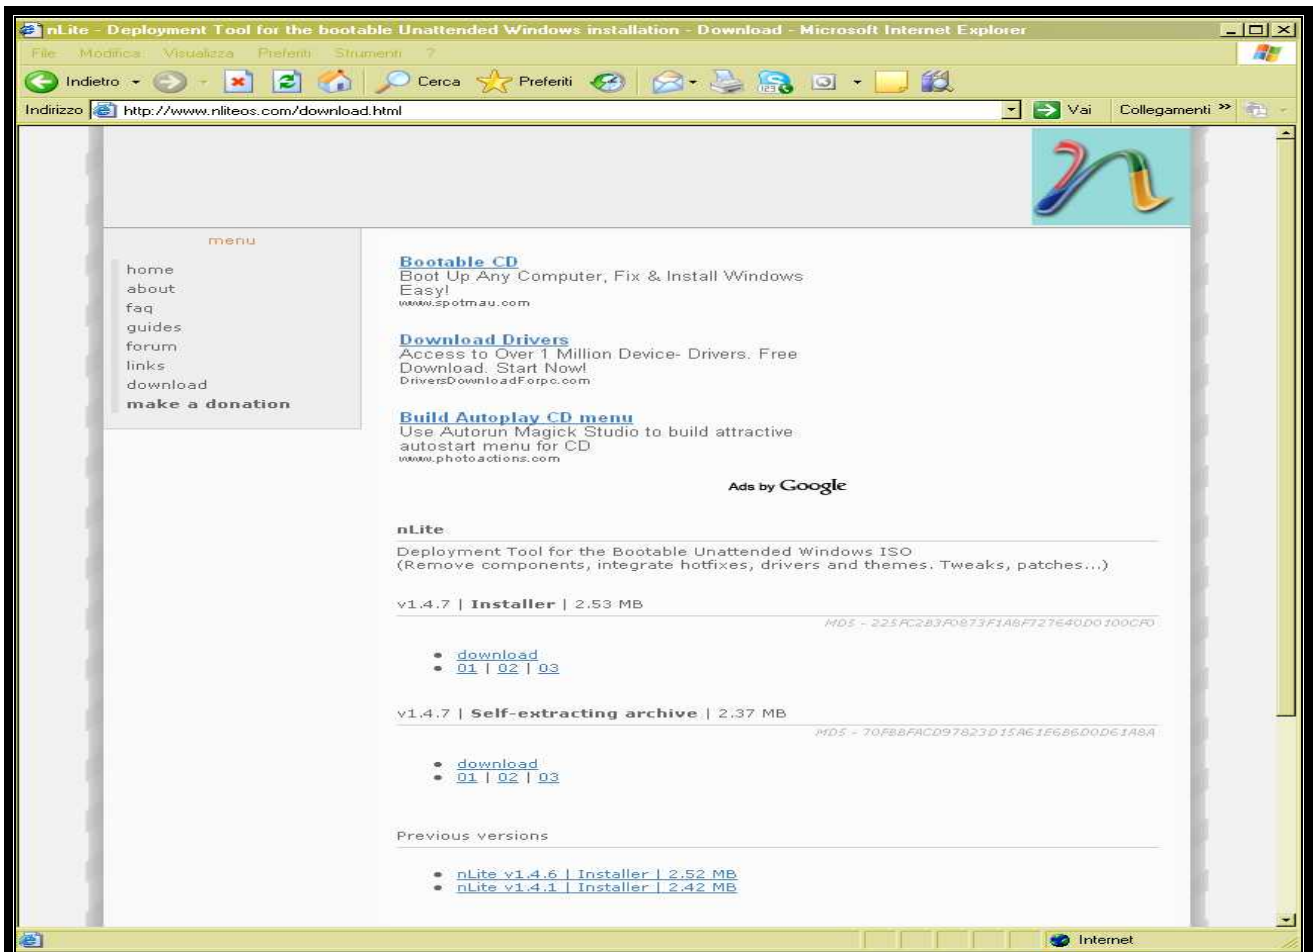 nLite - Deployment Tool for the bootable Unattended Windows installation - Download - Microsoft Internet Explorer
File Modifica Visualizza Preferiti Strumenti ?
Indietro Cerca Preferiti
Indirizzo http://www.nliteos.com/download.html Vai Collegamenti »
menu
home
about
faq
guides
forum
links
download
make a donation
Bootable CD
Boot Up Any Computer, Fix & Install Windows
Easy!
www.spotmau.com
Download Drivers
Access to Over 1 Million Device- Drivers. Free
Download. Start Now!
DriversDownloadForpc.com
Build Autoplay CD menu
Use Autorun Magick Studio to build attractive
autostart menu for CD
www.photoactions.com
Ads by Google
nLite
Deployment Tool for the Bootable Unattended Windows ISO
(Remove components, integrate hotfixes, drivers and themes. Tweaks, patches...)
v1.4.7 | Installer | 2.53 MB
MD5 -
download
01 | 02 | 03
v1.4.7 | Self-extracting archive | 2.37 MB
MD5 -
download
01 | 02 | 03
Previous versions
nLite v1.4.6 | Installer | 2.52 MB
nLite v1.4.1 | Installer | 2.42 MB
Internet